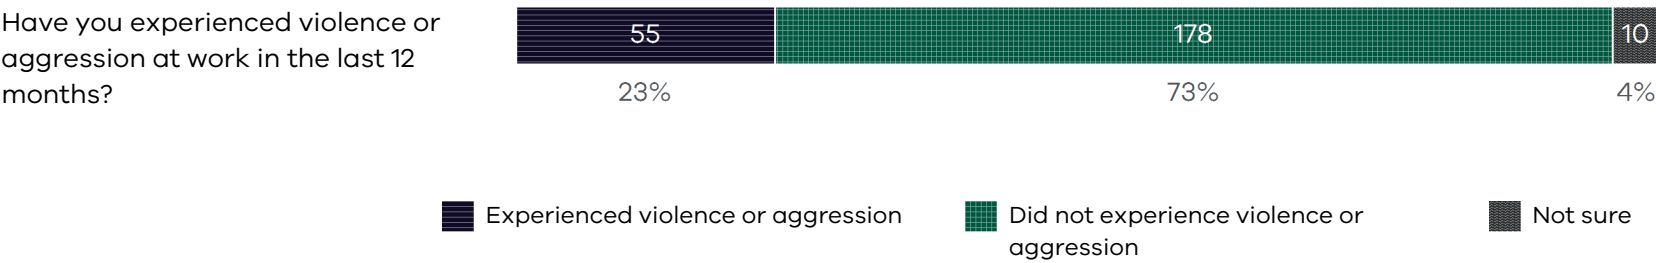 Have you experienced violence or
aggression at work in the last 12
months?
55
178
10
23%
73%
4%
Experienced violence or aggression
Did not experience violence or
aggression
Not sure